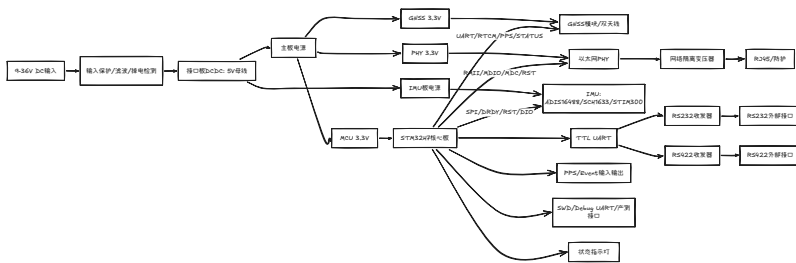 9-36V DC输入
输入保护/滤波/掉电检测
接口板DCDC: 5V母线
主板电源
GNSS 3.3V
PHY 3.3V
IMU板电源
MCU 3.3V
STM32H7核心板
UART/RTCM/PPS/STATUS
RMII/MDIO/MDC/RST
SPI/DRDY/RST/DIO
GNSS模块/双天线
以太网PHY
网络隔离变压器
RJ45/防护
IMU:
ADIS16488/SCH1633/STIM300
TTL UART
RS232收发器
RS232外部接口
RS422收发器
RS422外部接口
PPS/Event输入输出
SWD/Debug UART/产测
接口
状态指示灯